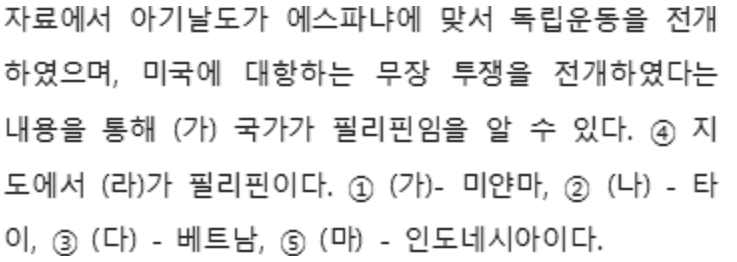 자료에서 아기날도가 에스파냐에 맞서 독립운동을 전개
하였으며, 미국에 대항하는 무장 투쟁을 전개하였다는
내용을 통해 (가) 국가가 필리핀임을 알 수 있다. ④ 지
도에서 (라)가 필리핀이다. ① (가)- 미얀마, ② (나) - 타
이, ③ (다) - 베트남, ⑤ (마) - 인도네시아이다.